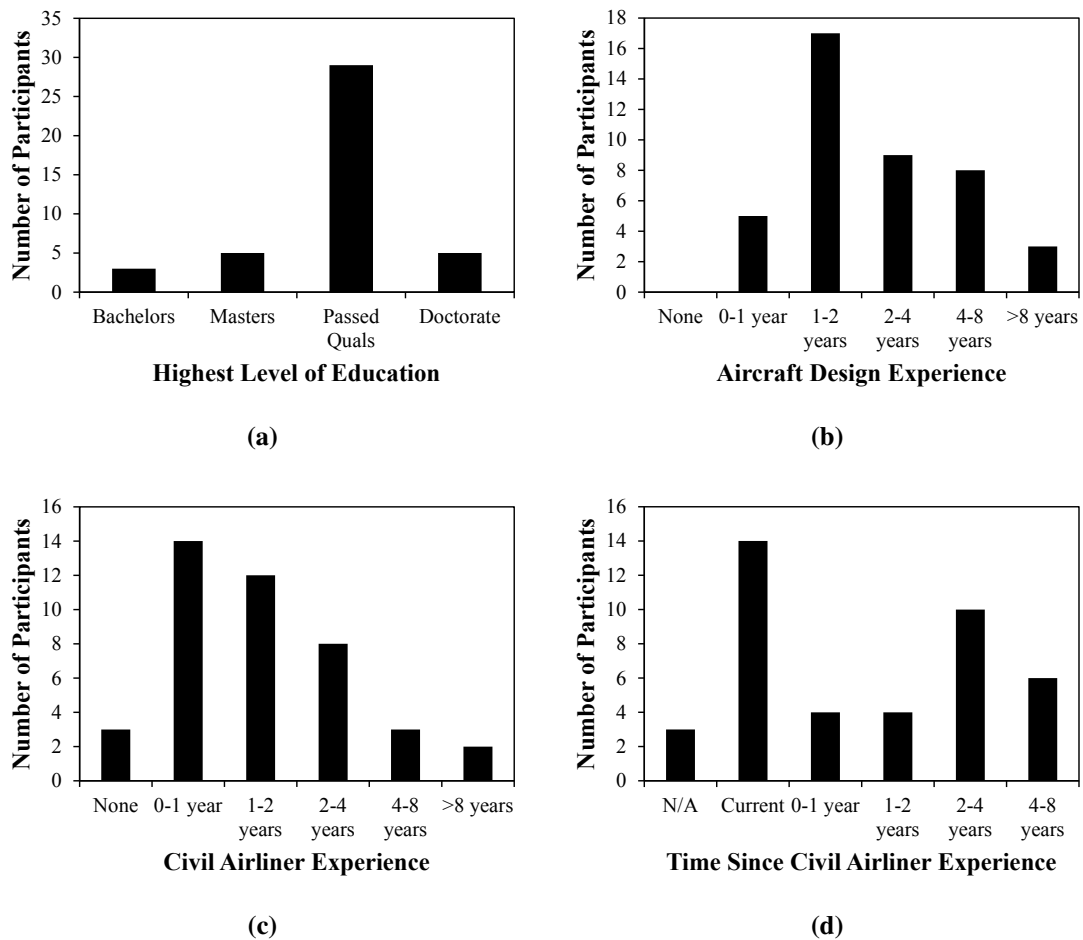 Number of Participants
35
30
25
20
15
10
5
0
Bachelors Masters Passed Doctorate
Quals
Highest Level of Education
(a)
Number of Participants
18
16
14
12
10
8
6
4
2
0
None 0-1 year 1-2 2-4 4-8 >8 years
years years years
Aircraft Design Experience
(b)
Number of Participants
16
14
12
10
8
6
4
2
0
None 0-1 year 1-2 2-4 4-8 >8 years
years years years
Civil Airliner Experience
(c)
Number of Participants
16
14
12
10
8
6
4
2
0
N/A Current 0-1 year 1-2 2-4 4-8
years years years
Time Since Civil Airliner Experience
(d)